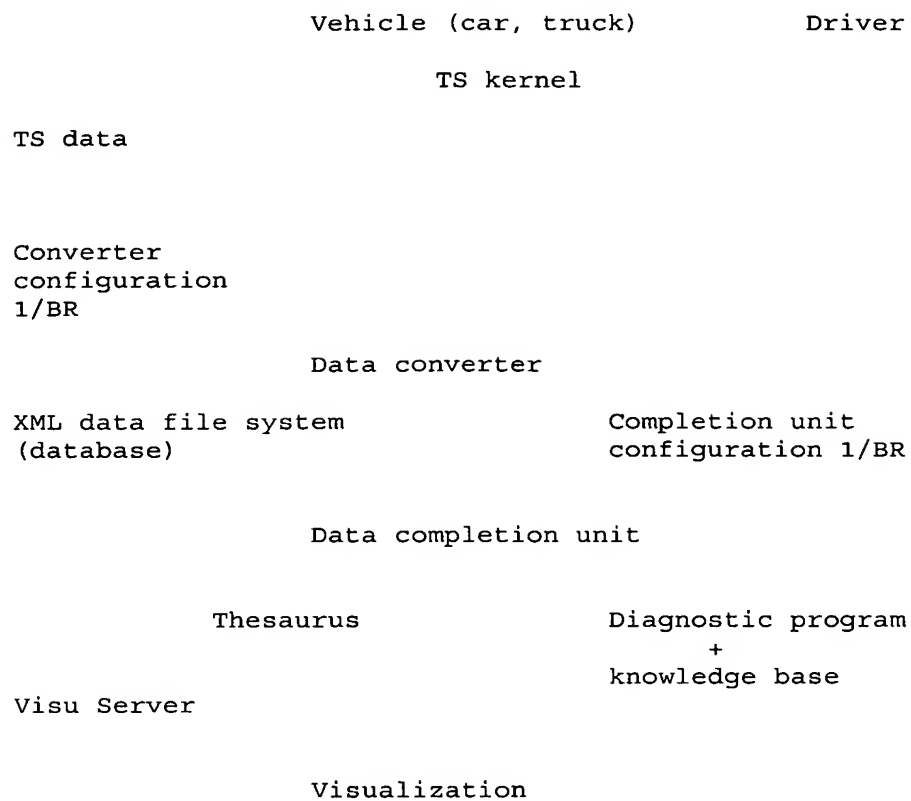 Vehicle (car, truck) Driver
TS kernel
TS data
Converter
configuration
1/BR
Data converter
XML data file system Completion unit
(database) configuration 1/BR
Data completion unit
Thesaurus Diagnostic program
+
knowledge base
Visu Server
Visualization